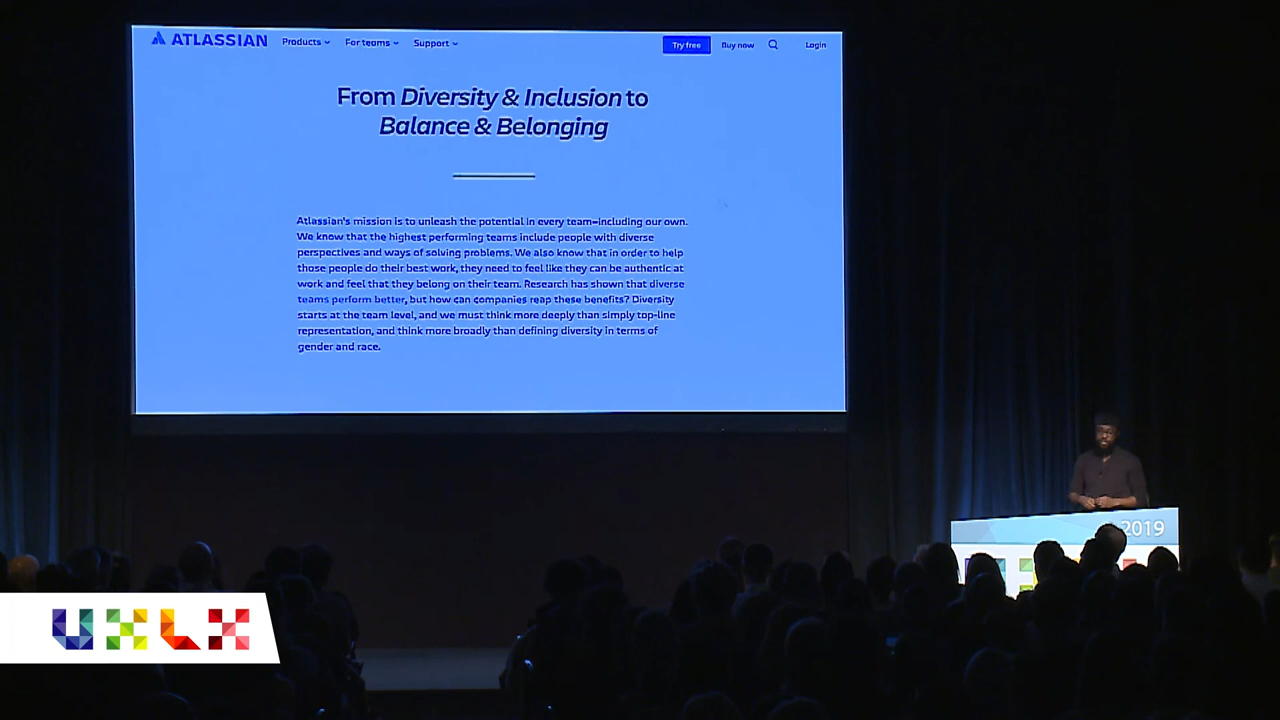 ATLASSIAN Products For teams Support Try free Buy now Login
From Diversity & Inclusion to
Balance & Belonging
Atlassian's mission is to unleash the potential in every team—including our own.
We know that the highest performing teams include people with diverse
perspectives and ways of solving problems. We also know that in order to help
those people do their best work, they need to feel like they can be authentic at
work and feel that they belong on their team. Research has shown that diverse
teams perform better, but how can companies reap these benefits? Diversity
starts at the team level, and we must think more deeply than simply top-line
representation, and think more broadly than defining diversity in terms of
gender and race.
2019
UXLX